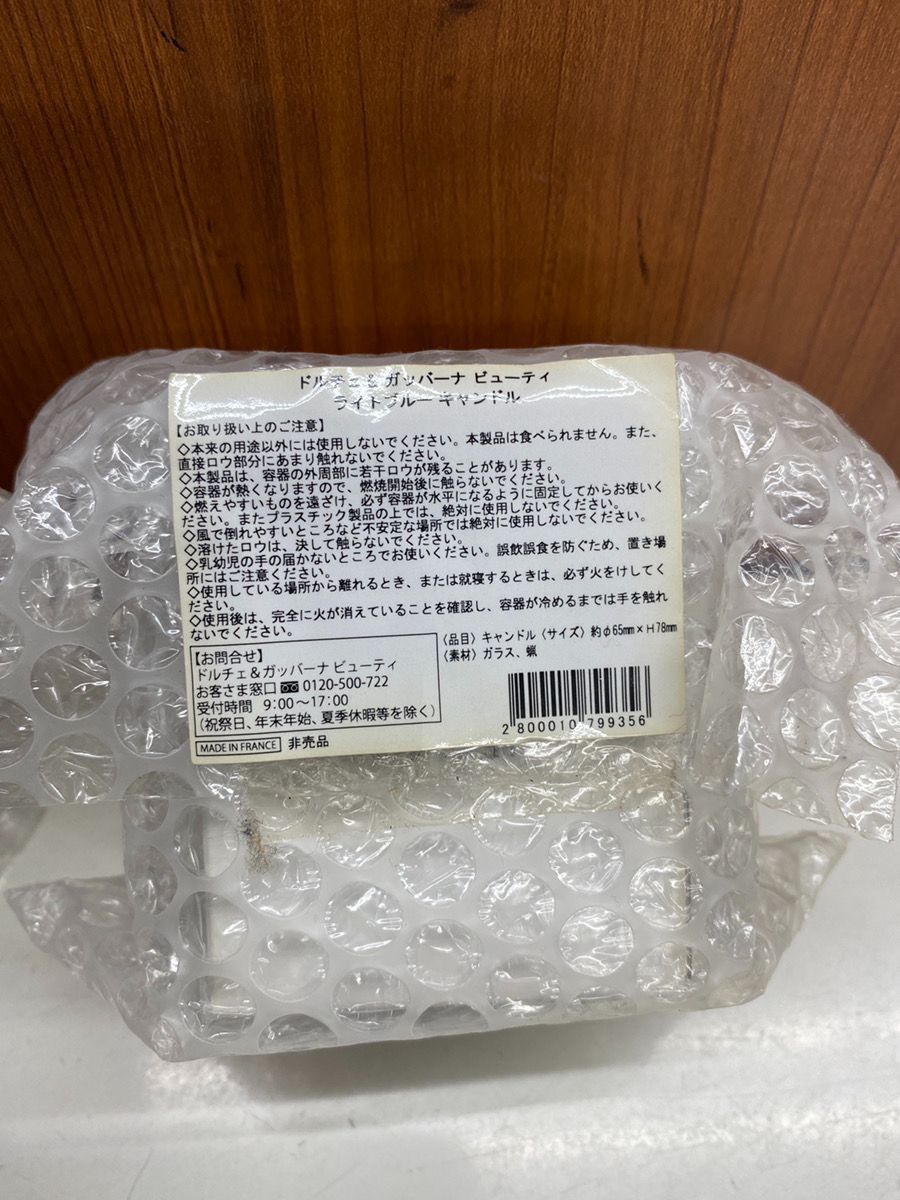 ドルチェ&ガッバーナ ビューティ
ライトブルー キャンドル
【お取り扱い上のご注意】
◇本来の用途以外には使用しないでください。本製品は食べられません。また、
直接ロウ部分にあまり触れないでください。
◇本製品は、容器の外周部に若干ロウが残ることがあります。
◇容器が熱くなりますので、燃焼開始後に触らないでください。
◇燃えやすいものを遠ざけ、必ず容器が水平になるように固定してからお使いく
ださい。またプラスチック製品の上では、絶対に使用しないでください。
◇風で倒れやすいところなど不安定な場所では絶対に使用しないでください。
◇溶けたロウは、決して触らないでください。
◇乳幼児の手の届かないところでお使いください。誤飲誤食を防ぐため、置き場
所にはご注意ください。
◇使用している場所から離れるとき、または就寝するときは、必ず火をけしてく
ださい。
◇使用後は、完全に火が消えていることを確認し、容器が冷めるまでは手を触れ
ないでください。
【お問合せ】
ドルチェ&ガッバーナ ビューティ
お客さま窓口 0120-500-722
受付時間 9:00～17:00
(祝祭日、年末年始、夏季休暇等を除く)
MADE IN FRANCE 非売品
〈品目〉キャンドル〈サイズ〉約φ65mm×H78mm
〈素材〉ガラス、蝋
2 800010 799356